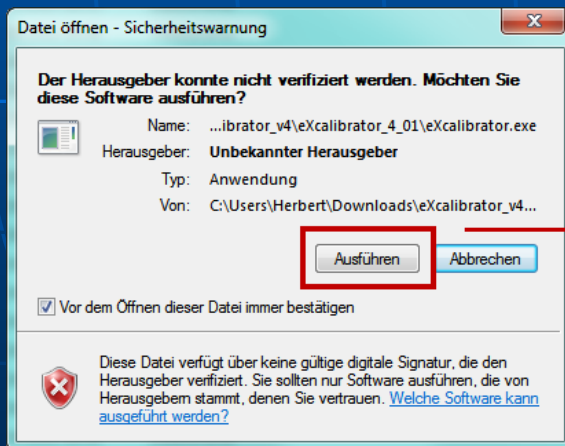 Datei öffnen - Sicherheitswarnung
Der Herausgeber konnte nicht verifiziert werden. Möchten Sie
diese Software ausführen?
Name: ...ibrator_v4\eXcalibrator_4_01\eXcalibrator.exe
Herausgeber: Unbekannter Herausgeber
Typ: Anwendung
Von: C:\Users\Herbert\Downloads\eXcalibrator_v4...
Ausführen Abbrechen
Vor dem Öffnen dieser Datei immer bestätigen
Diese Datei verfügt über keine gültige digitale Signatur, die den
Herausgeber verifiziert. Sie sollten nur Software ausführen, die von
Herausgebern stammt, denen Sie vertrauen. Welche Software kann
ausgeführt werden?